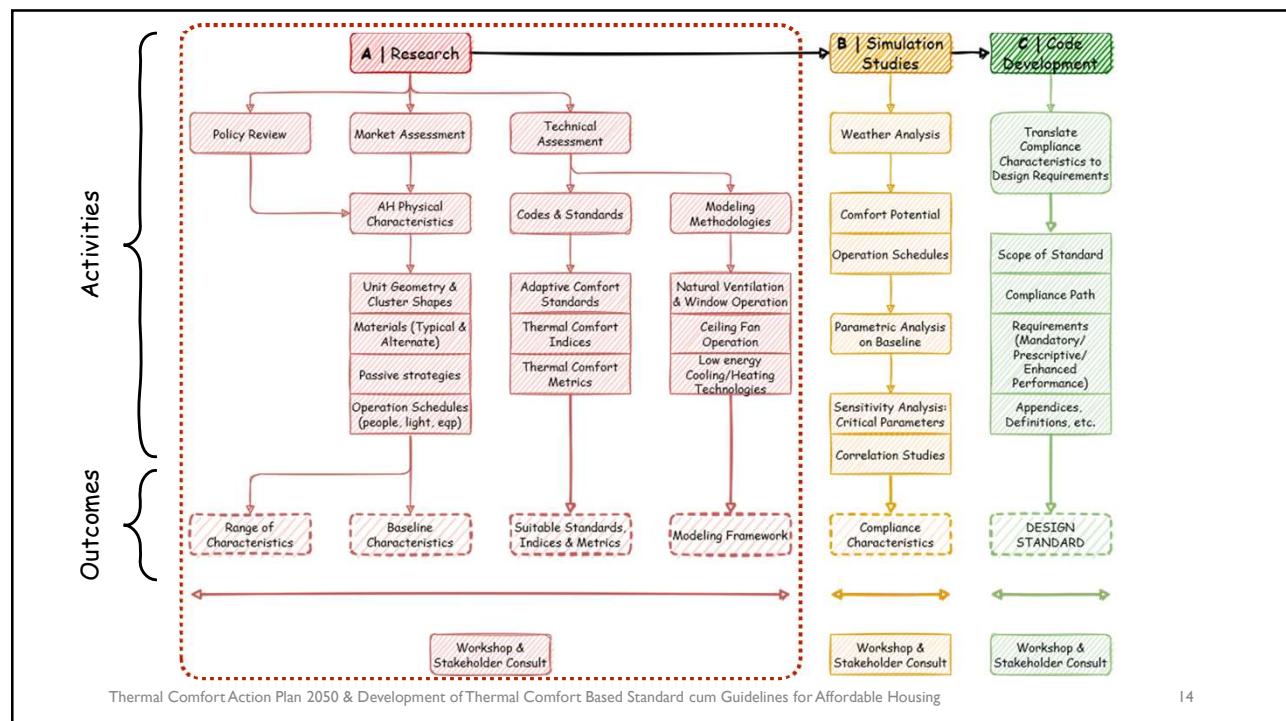 A | Research
B | Simulation
Studies
C | Code
Development
Activities
Policy Review
Market Assessment
Technical
Assessment
Weather Analysis
Translate
Compliance
Characteristics to
Design Requirements
AH Physical
Characteristics
Codes & Standards
Modeling
Methodologies
Comfort Potential
Operation Schedules
Scope of Standard
Unit Geometry &
Cluster Shapes
Materials (Typical &
Alternate)
Passive strategies
Operation Schedules
(people, light, eqp)
Adaptive Comfort
Standards
Thermal Comfort
Indices
Thermal Comfort
Metrics
Natural Ventilation
& Window Operation
Ceiling Fan
Operation
Low energy
Cooling/Heating
Technologies
Parametric Analysis
on Baseline
Sensitivity Analysis:
Critical Parameters
Correlation Studies
Compliance Path
Requirements
(Mandatory/
Prescriptive/
Enhanced
Performance)
Appendices,
Definitions, etc.
Outcomes
Range of
Characteristics
Baseline
Characteristics
Suitable Standards,
Indices & Metrics
Modeling Framework
Compliance
Characteristics
DESIGN
STANDARD
Workshop &
Stakeholder Consult
Workshop &
Stakeholder Consult
Workshop &
Stakeholder Consult
Thermal Comfort Action Plan 2050 & Development of Thermal Comfort Based Standard cum Guidelines for Affordable Housing
14